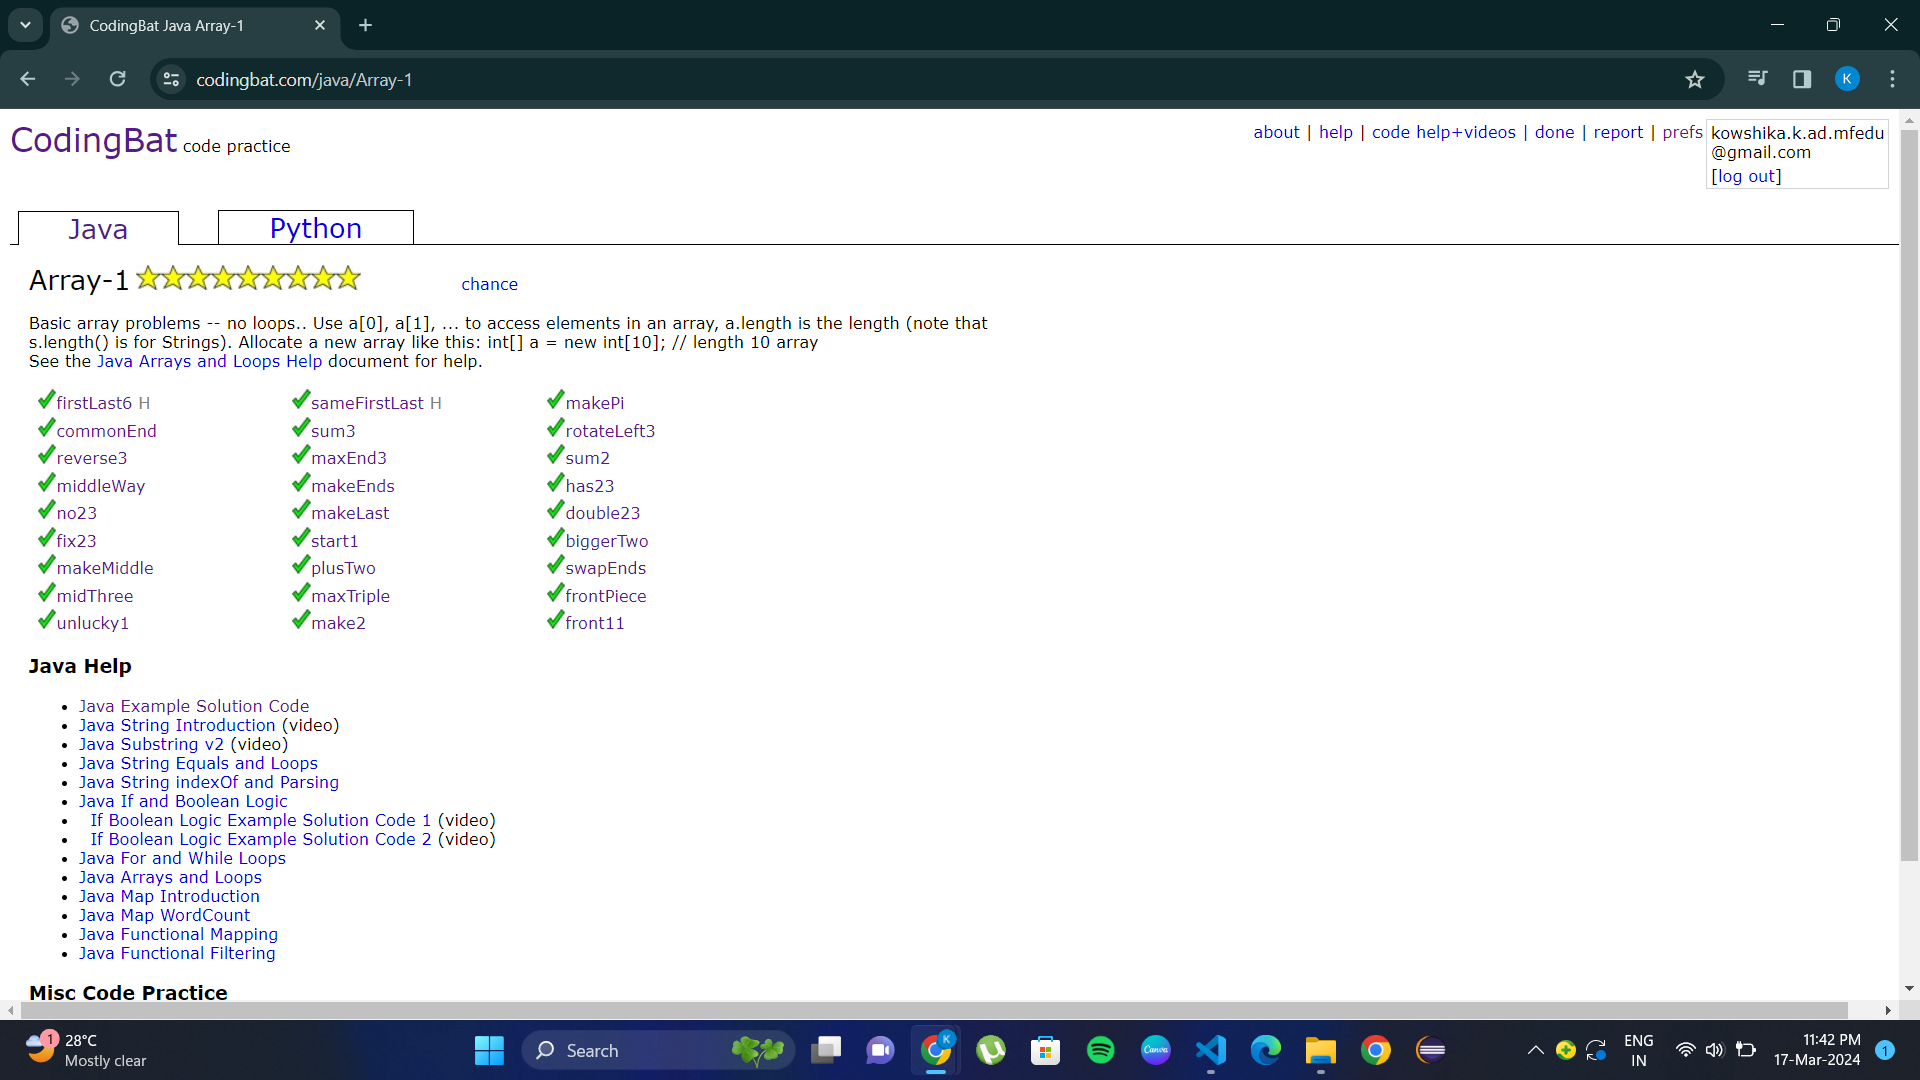 CodingBat Java Array-1
codingbat.com/java/Array-1
K
CodingBat code practice
about | help | code help+videos | done | report | prefs
kowshika.k.ad.mfedu
@gmail.com
[log out]
Java
Python
Array-1
chance
Basic array problems -- no loops.. Use a[0], a[1], ... to access elements in an array, a.length is the length (note that
s.length() is for Strings). Allocate a new array like this: int[] a = new int[10]; // length 10 array
See the Java Arrays and Loops Help document for help.
firstLast6 H sameFirstLast H makePi
commonEnd sum3 rotateLeft3
reverse3 maxEnd3 sum2
middleWay makeEnds has23
no23 makeLast double23
fix23 start1 biggerTwo
makeMiddle plusTwo swapEnds
midThree maxTriple frontPiece
unlucky1 make2 front11
Java Help
Java Example Solution Code
Java String Introduction (video)
Java Substring v2 (video)
Java String Equals and Loops
Java String indexOf and Parsing
Java If and Boolean Logic
If Boolean Logic Example Solution Code 1 (video)
If Boolean Logic Example Solution Code 2 (video)
Java For and While Loops
Java Arrays and Loops
Java Map Introduction
Java Map WordCount
Java Functional Mapping
Java Functional Filtering
Misc Code Practice
1
28°C
Mostly clear
Search
K
Canva
ENG
IN
11:42 PM
17-Mar-2024
1